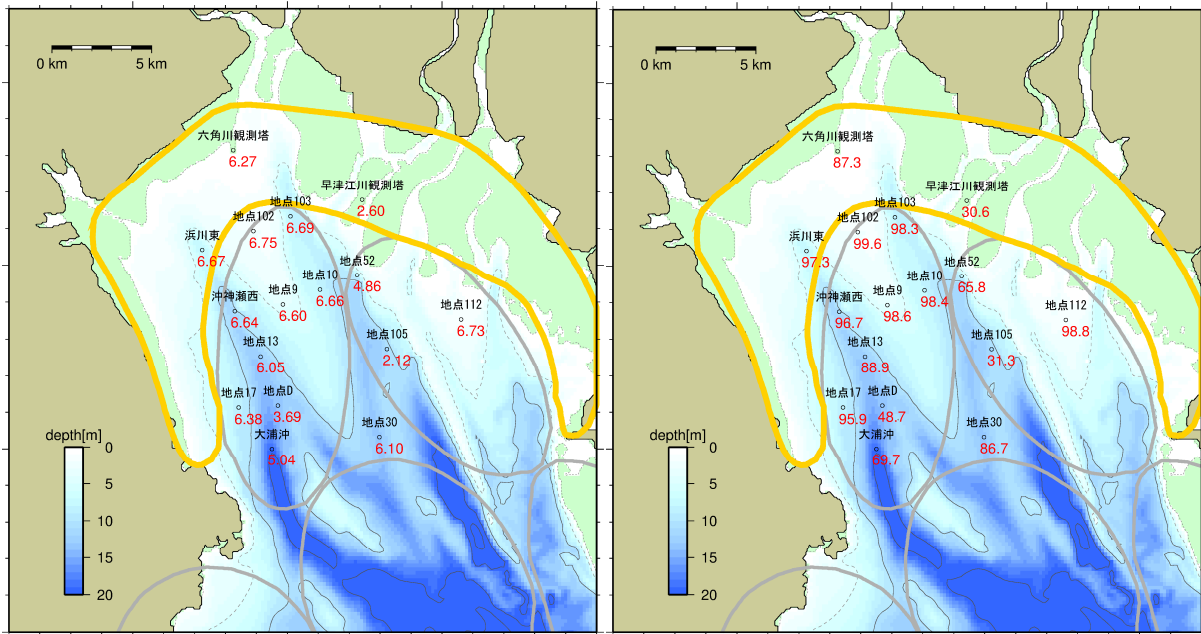 0 km 5 km
六角川観測塔
6.27
早津江川観測塔
2.60
地点103
6.69
地点102
6.75
浜川東
6.67
地点52
4.86
地点10
6.66
地点9
6.60
沖神瀬西
6.64
地点112
6.73
地点105
2.12
地点13
6.05
地点17
6.38
地点D
3.69
地点30
6.10
大浦沖
5.04
depth[m]
0
5
10
15
20
0 km 5 km
六角川観測塔
87.3
早津江川観測塔
30.6
地点103
98.3
地点102
99.6
浜川東
97.3
地点52
65.8
地点10
98.4
地点9
98.6
沖神瀬西
96.7
地点112
98.8
地点105
31.3
地点13
88.9
地点17
95.9
地点D
48.7
地点30
86.7
大浦沖
59.7
depth[m]
0
5
10
15
20